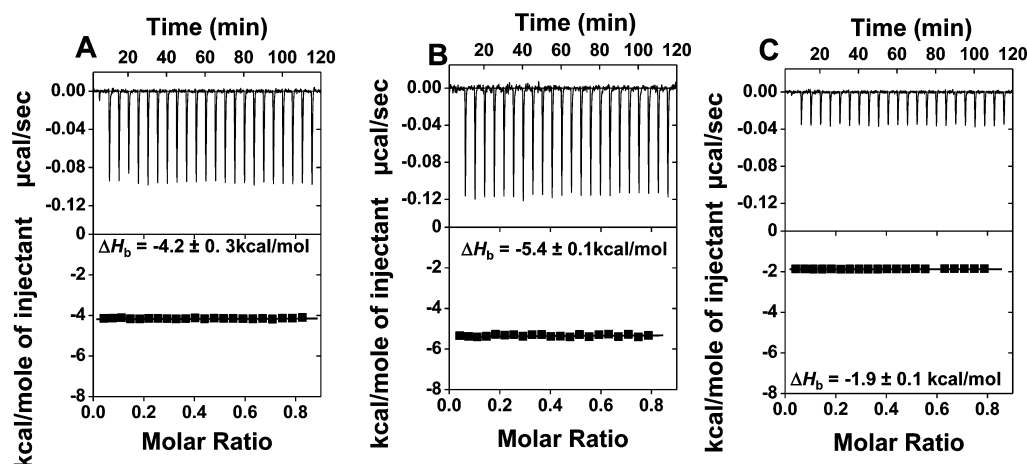 A
Time (min)
20 40 60 80 100 120
0.00
-0.04
-0.08
-0.12
µcal/sec
0
-2
-4
-6
-8
kcal/mole of injectant
ΔHb = -4.2 ± 0. 3kcal/mol
0.0 0.2 0.4 0.6 0.8
Molar Ratio
B
Time (min)
20 40 60 80 100 120
0.00
-0.04
-0.08
-0.12
µcal/sec
0
-2
-4
-6
-8
kcal/mole of injectant
ΔHb = -5.4 ± 0.1kcal/mol
0.0 0.2 0.4 0.6 0.8
Molar Ratio
C
Time (min)
20 40 60 80 100 120
0.00
-0.04
-0.08
-0.12
µcal/sec
0
-2
-4
-6
-8
kcal/mole of injectant
ΔHb = -1.9 ± 0.1 kcal/mol
0.0 0.2 0.4 0.6 0.8
Molar Ratio